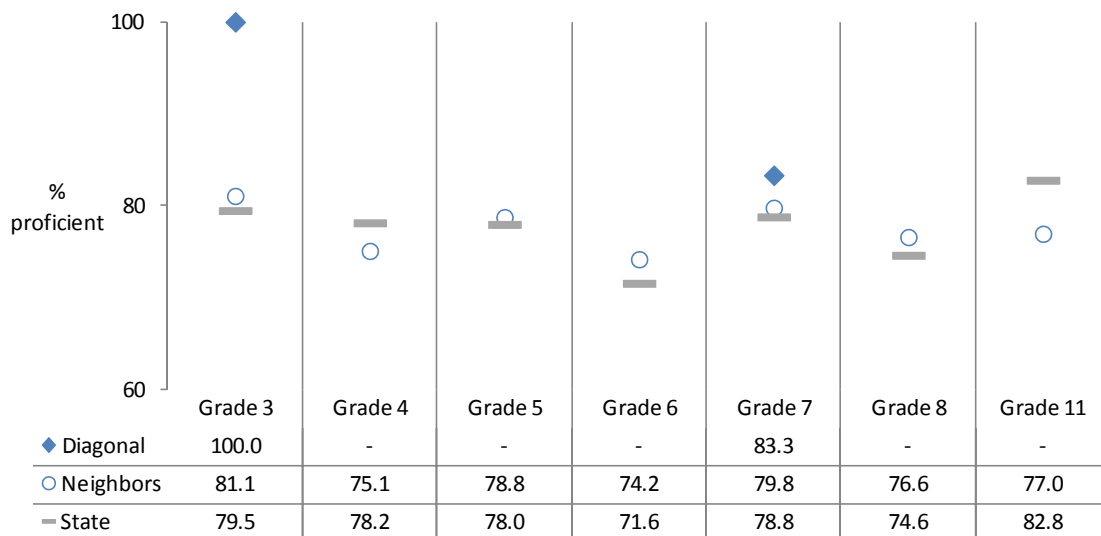 100
80
60
%
proficient
Grade 3 Grade 4 Grade 5 Grade 6 Grade 7 Grade 8 Grade 11
Diagonal 100.0 - - - 83.3 - -
Neighbors 81.1 75.1 78.8 74.2 79.8 76.6 77.0
State 79.5 78.2 78.0 71.6 78.8 74.6 82.8